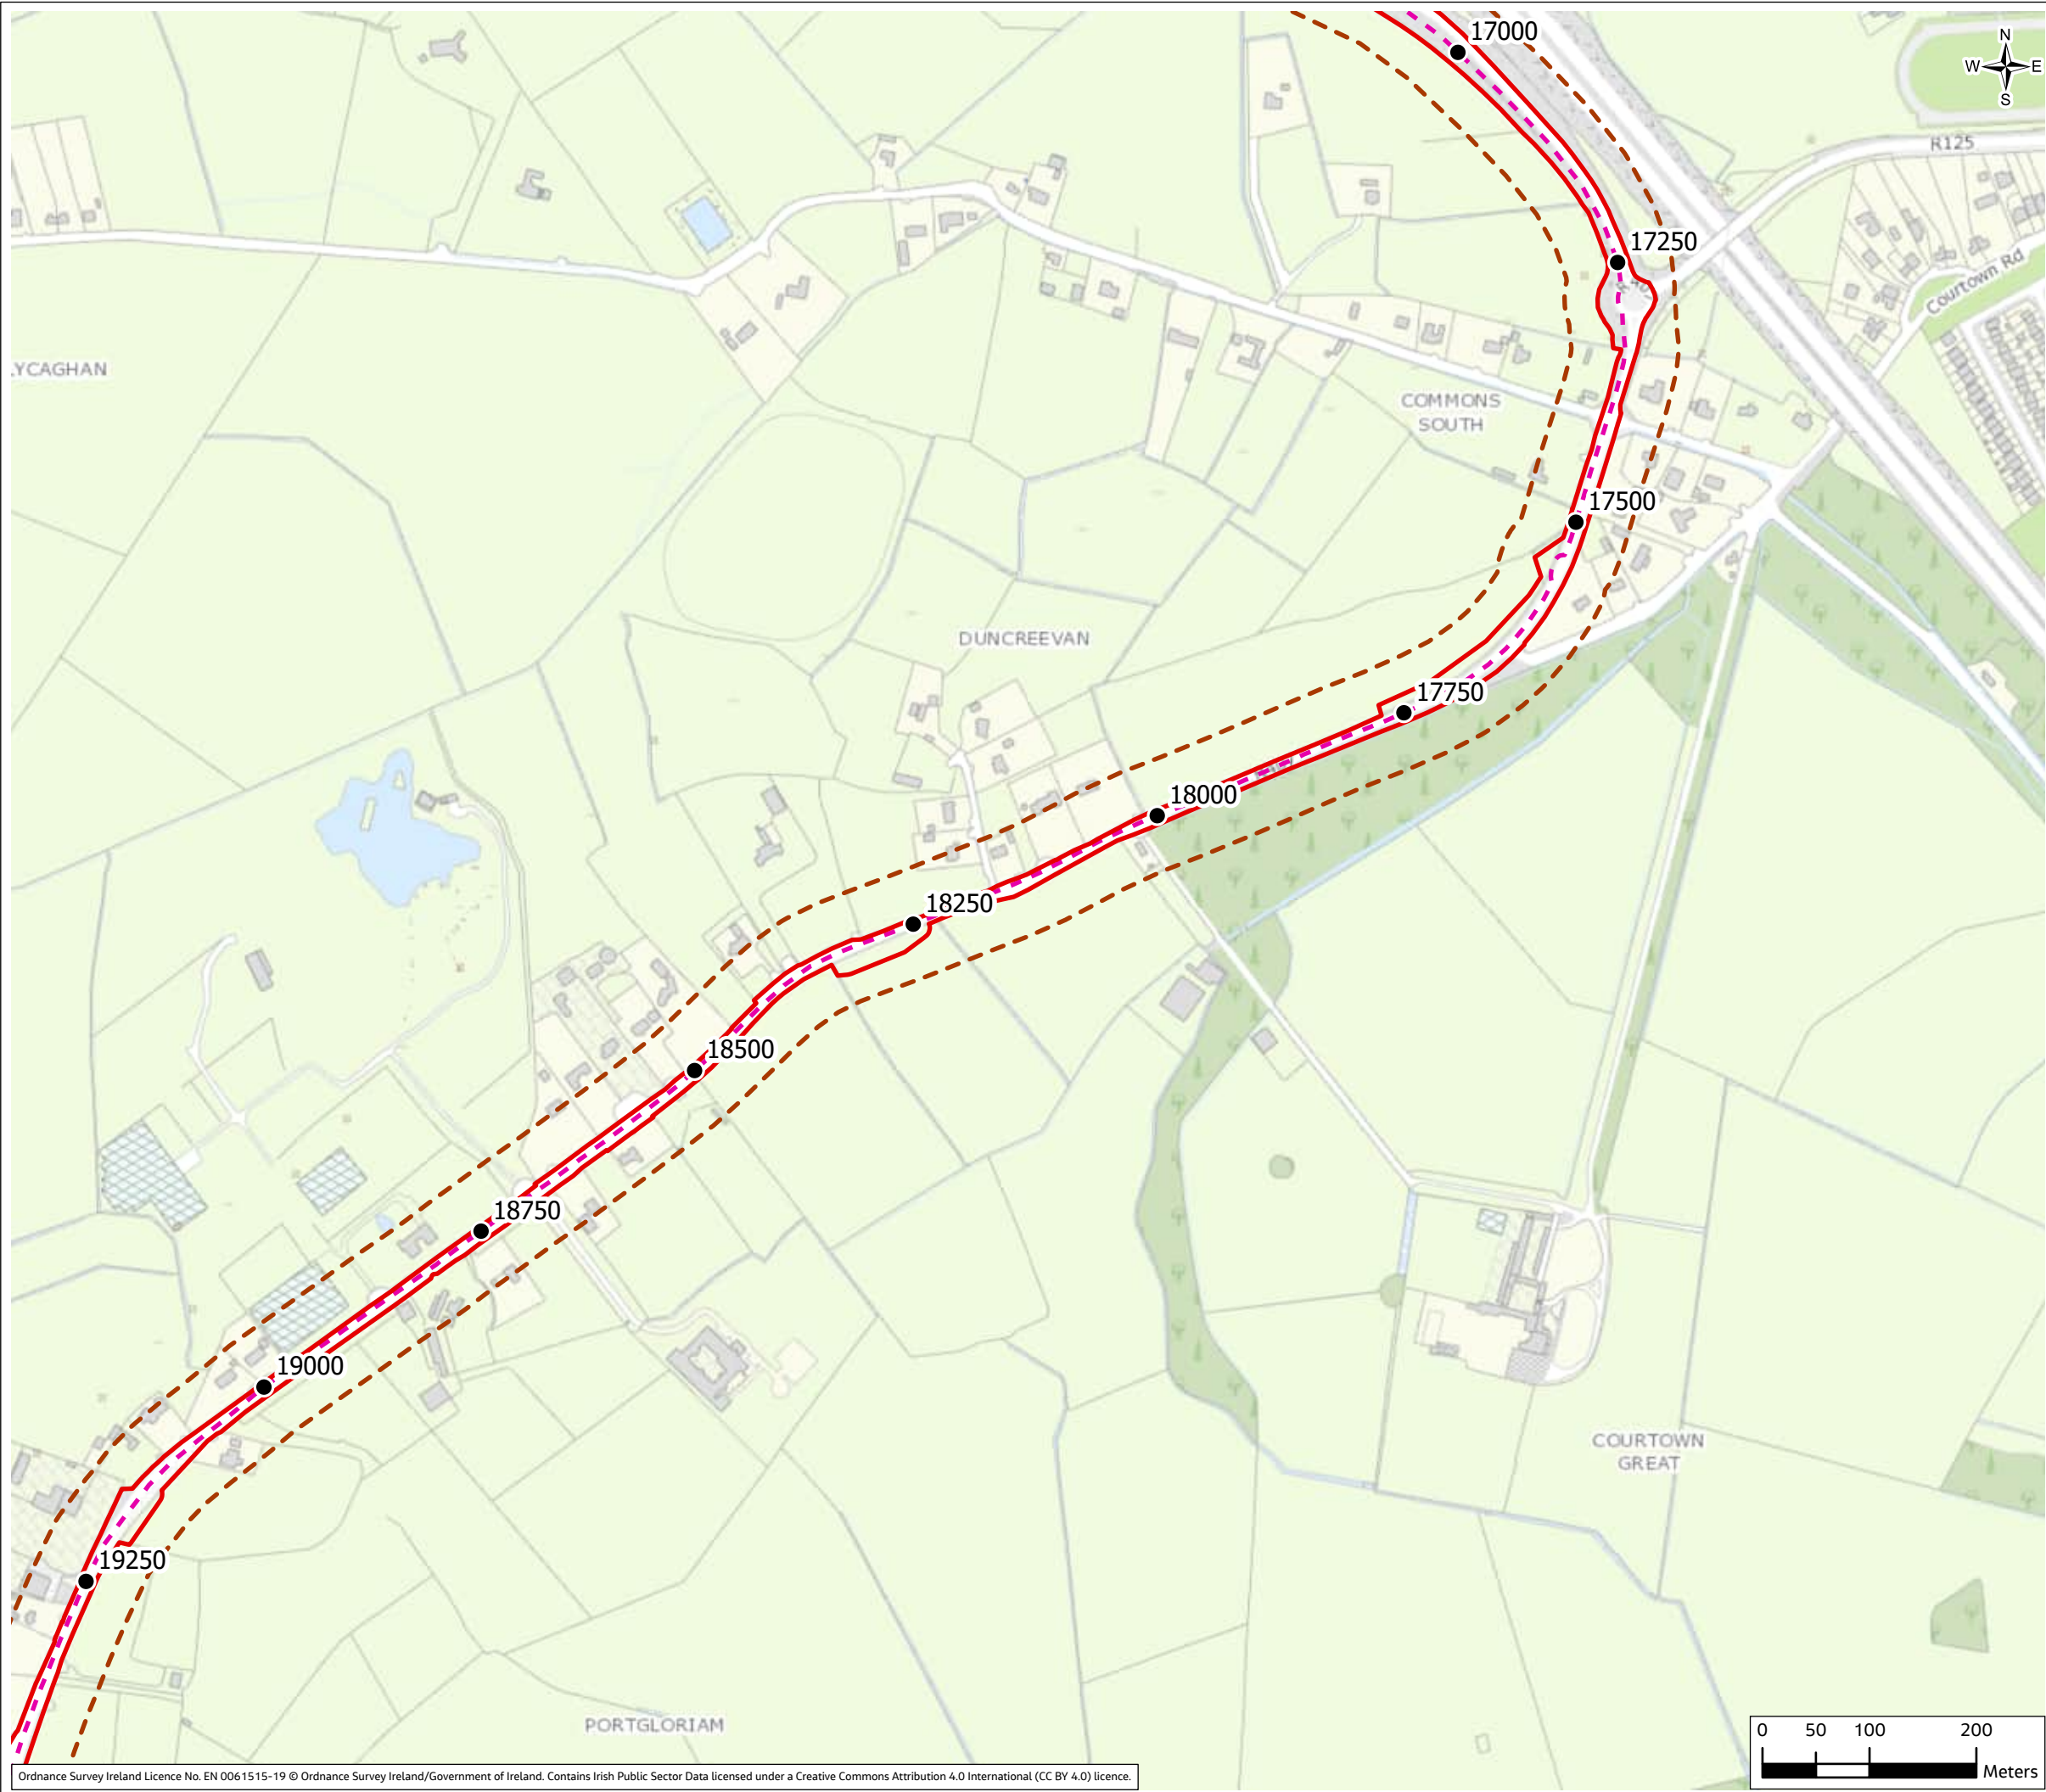 17000
N
W E
S
R125
17250
Courtown Rd
LYCAGHAN
COMMONS
SOUTH
17500
DUNCREEVAN
17750
18000
18250
18500
18750
19000
COURTOWN
GREAT
19250
PORTGLORIAM
0 50 100 200
Meters
Ordnance Survey Ireland Licence No. EN 0061515-19 © Ordnance Survey Ireland/Government of Ireland. Contains Irish Public Sector Data licensed under a Creative Commons Attribution 4.0 International (CC BY 4.0) licence.